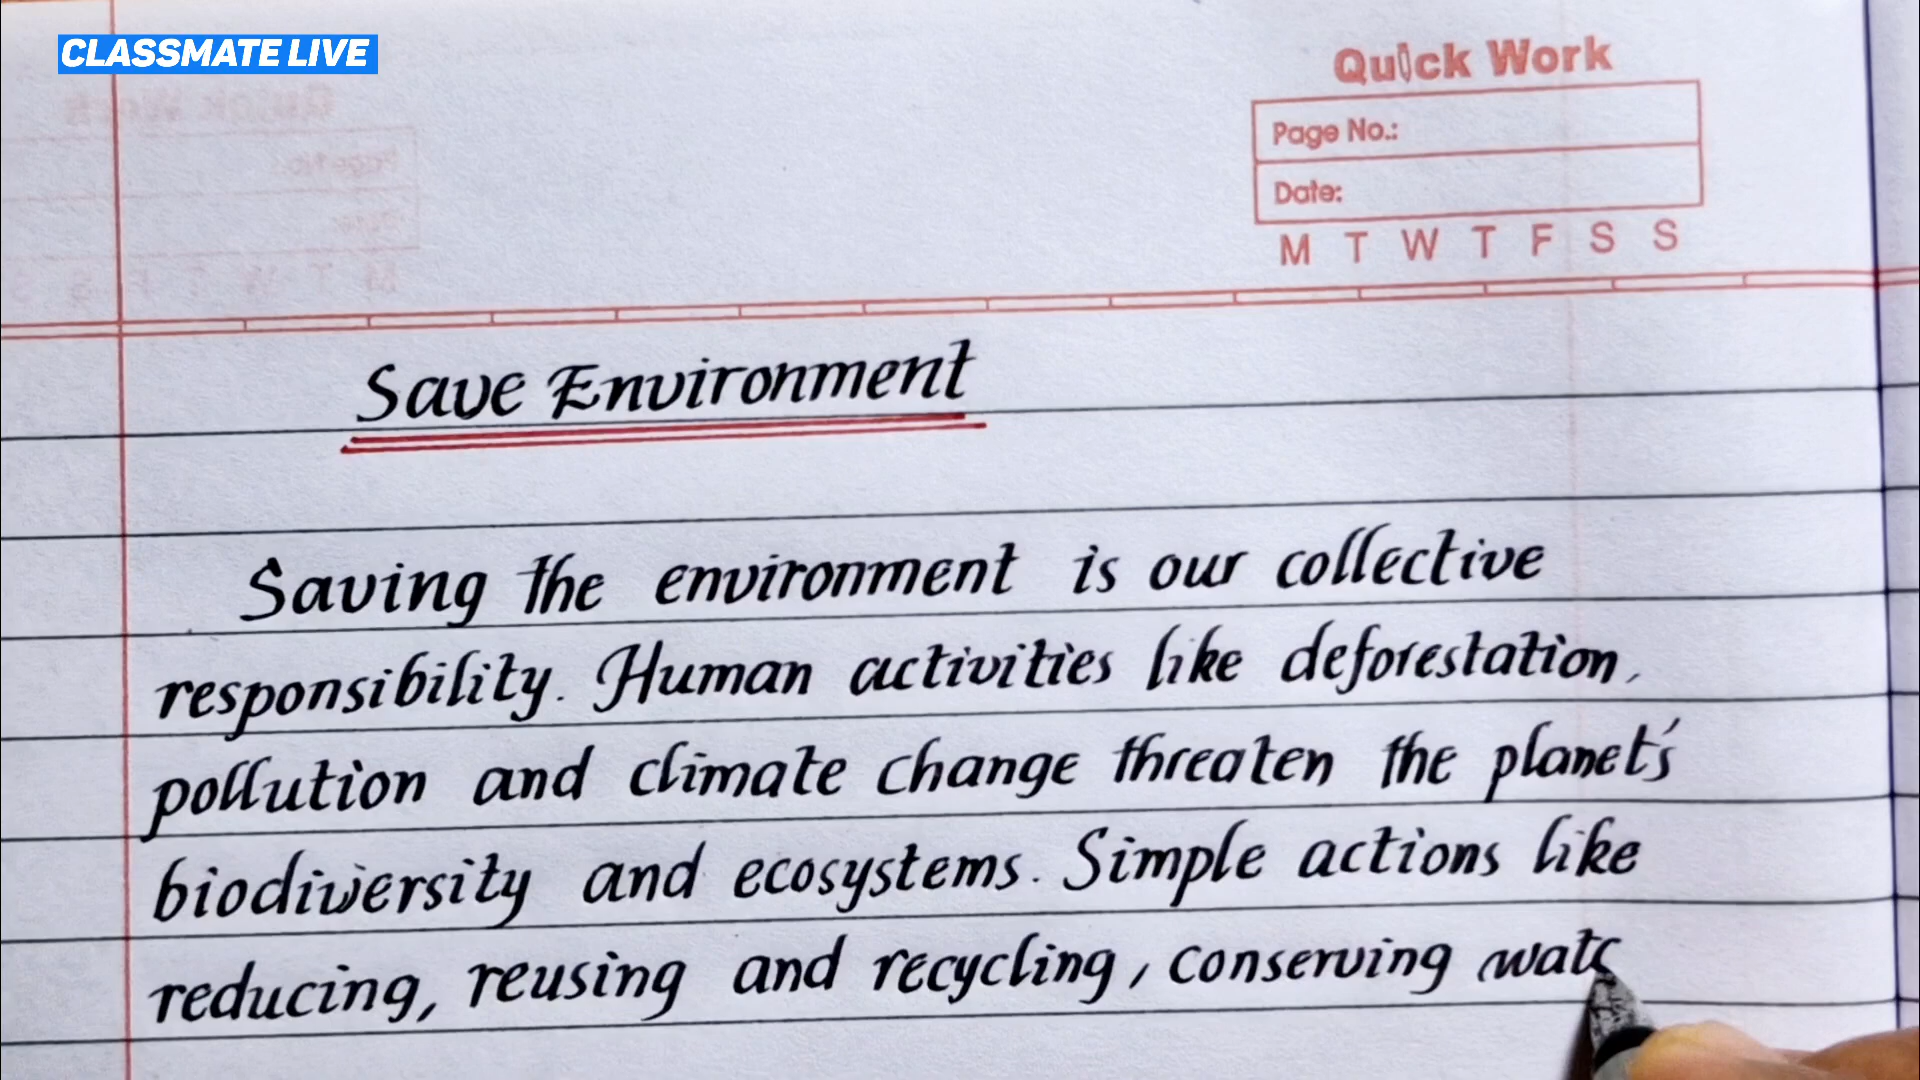 CLASSMATE LIVE
Quick Work
Page No.:
Date:
M T W T F S S
Save Environment
Saving the environment is our collective
responsibility. Human activities like deforestation,
pollution and climate change threaten the planet's
biodiversity and ecosystems. Simple actions like
reducing, reusing and recycling, conserving